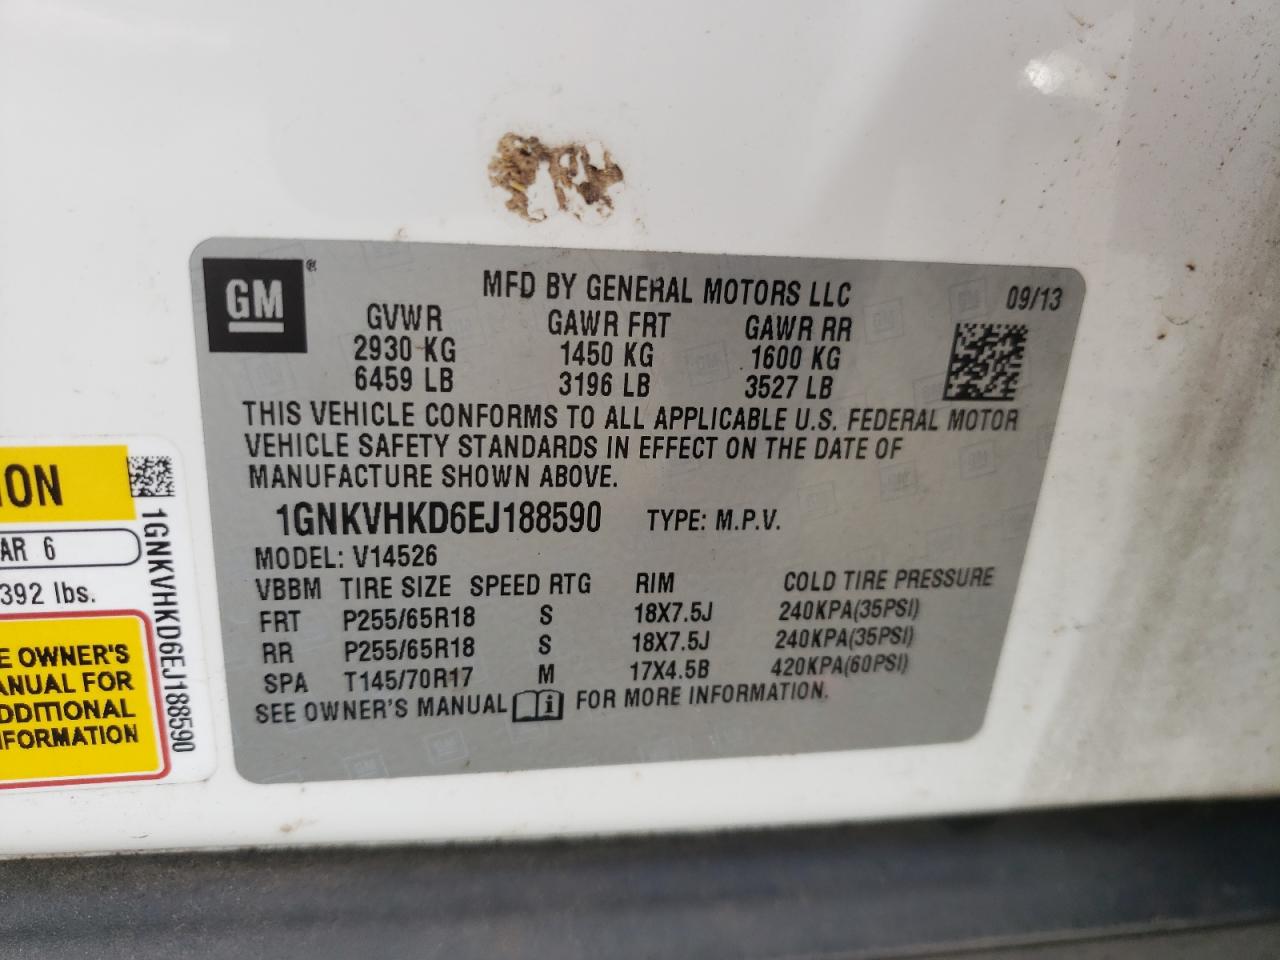 GM ®
MFD BY GENERAL MOTORS LLC 09/13
GVWR GAWR FRT GAWR RR
2930 KG 1450 KG 1600 KG
6459 LB 3196 LB 3527 LB
THIS VEHICLE CONFORMS TO ALL APPLICABLE U.S. FEDERAL MOTOR
VEHICLE SAFETY STANDARDS IN EFFECT ON THE DATE OF
MANUFACTURE SHOWN ABOVE.
1GNKVHKD6EJ188590 TYPE: M.P.V.
MODEL: V14526
VBBM TIRE SIZE SPEED RTG RIM COLD TIRE PRESSURE
FRT P255/65R18 S 18X7.5J 240KPA(35PSI)
RR P255/65R18 S 18X7.5J 240KPA(35PSI)
SPA T145/70R17 M 17X4.5B 420KPA(60PSI)
SEE OWNER'S MANUAL i FOR MORE INFORMATION.
ION
AR 6
392 lbs.
E OWNER'S
ANUAL FOR
DDITIONAL
FORMATION
1GNKVHKD6EJ188590